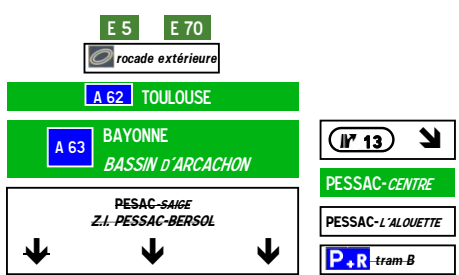 E 5 E 70
rocade extérieure
A 62 TOULOUSE
A 63 BAYONNE
BASSIN D'ARCACHON
PESAC-SAIGE
Z.I. PESSAC-BERSOL
13
PESSAC-CENTRE
PESSAC-L'ALOUETTE
P+R tram B